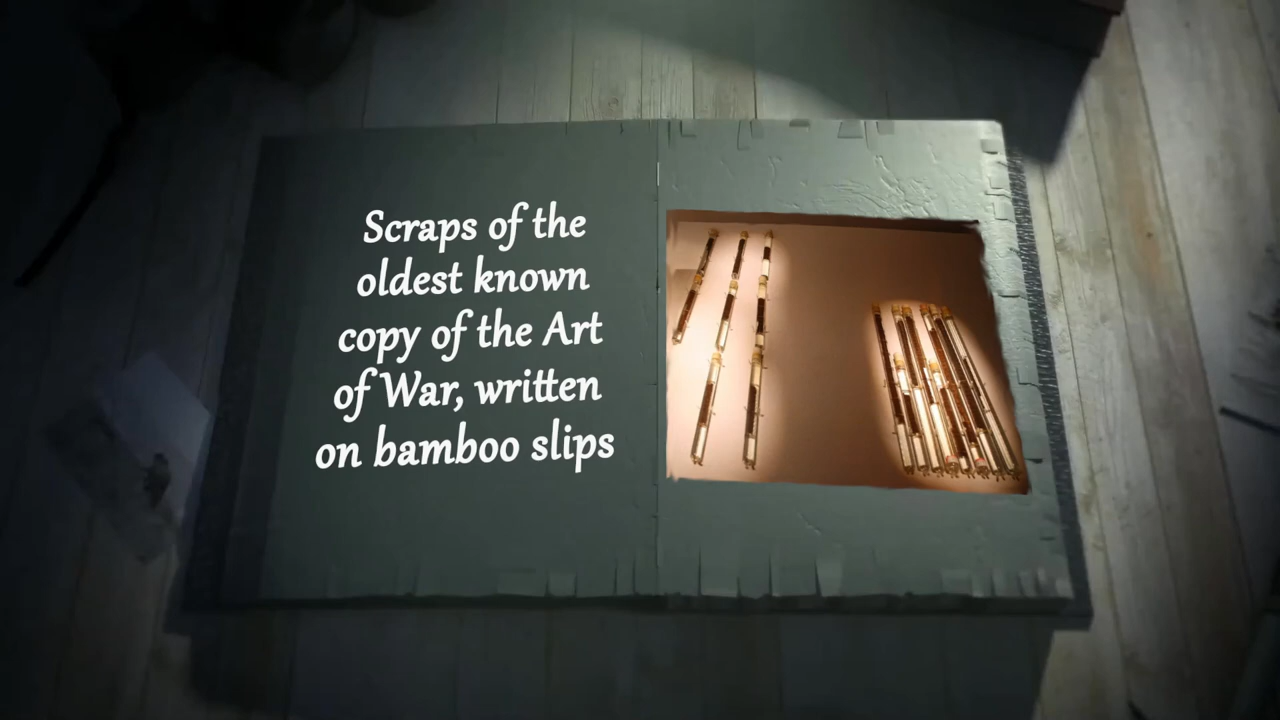 Scraps of the
oldest known
copy of the Art
of War, written
on bamboo slips